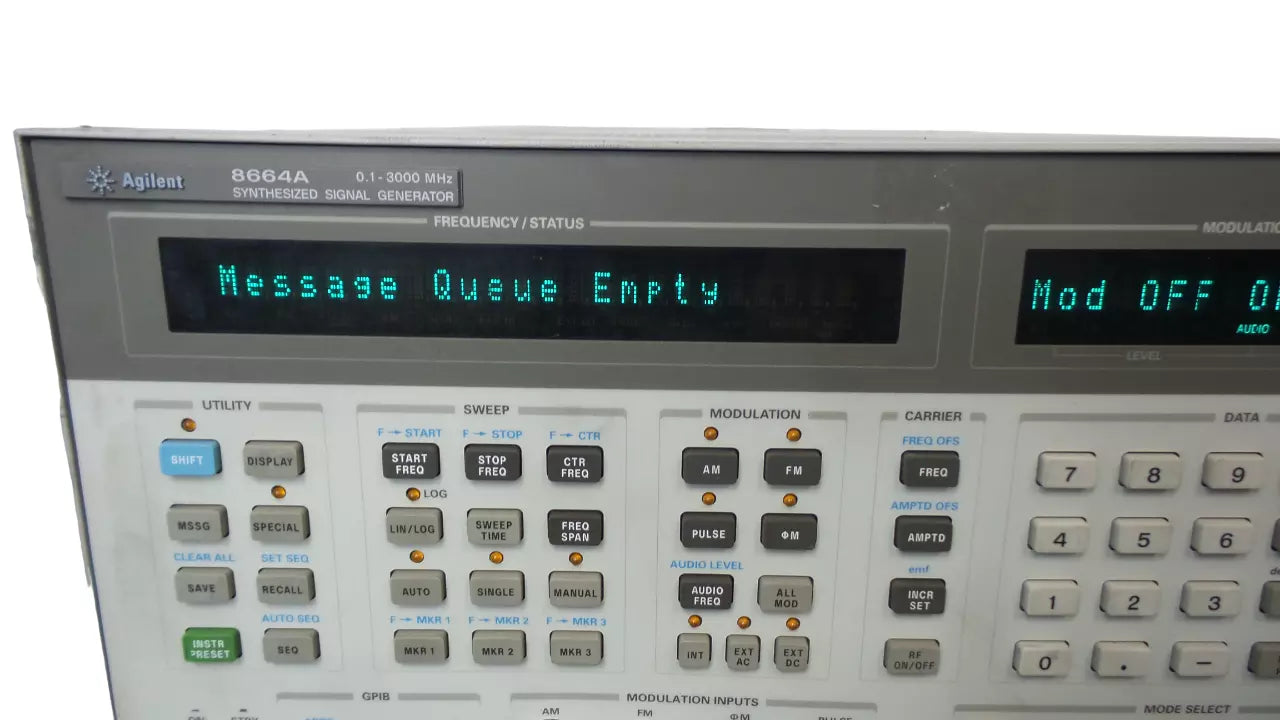 Agilent
8664A 0.1 - 3000 MHz
SYNTHESIZED SIGNAL GENERATOR
FREQUENCY / STATUS
Message Queue Empty
Mod OFF
AUDIO
LEVEL
UTILITY
SHIFT
DISPLAY
MSSG
SPECIAL
CLEAR ALL
SET SEQ
SAVE
RECALL
AUTO SEQ
INSTR
PRESET
SEQ
SWEEP
F → START
F → STOP
F → CTR
START
FREQ
STOP
FREQ
CTR
FREQ
LOG
LIN/LOG
SWEEP
TIME
FREQ
SPAN
AUTO
SINGLE
MANUAL
F → MKR 1
F → MKR 2
F → MKR 3
MKR 1
MKR 2
MKR 3
MODULATION
AM
FM
PULSE
ΦM
AUDIO LEVEL
AUDIO
FREQ
ALL
MOD
INT
EXT
AC
EXT
DC
CARRIER
FREQ OFS
FREQ
AMPTD OFS
AMPTD
emf
INCR
SET
RF
ON/OFF
DATA
7 8 9
4 5 6
1 2 3
0 . −
GPIB
MODULATION INPUTS
AM
FM
ΦM
MODE SELECT